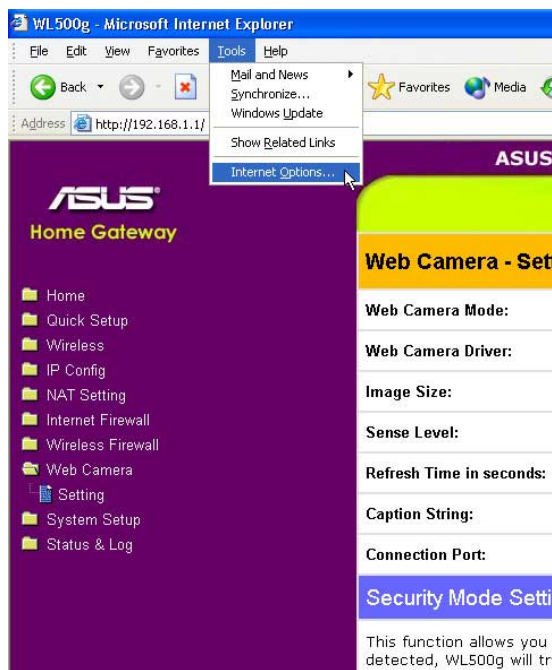 WL500g - Microsoft Internet Explorer
File Edit View Favorites Tools Help
Back Favorites Media
Address http://192.168.1.1/
Mail and News
Synchronize...
Windows Update
Show Related Links
Internet Options...
ASUS
ASUS
Home Gateway
Home
Quick Setup
Wireless
IP Config
NAT Setting
Internet Firewall
Wireless Firewall
Web Camera
Setting
System Setup
Status & Log
Web Camera - Set
Web Camera Mode:
Web Camera Driver:
Image Size:
Sense Level:
Refresh Time in seconds:
Caption String:
Connection Port:
Security Mode Setti
This function allows you
detected, WL500g will tr